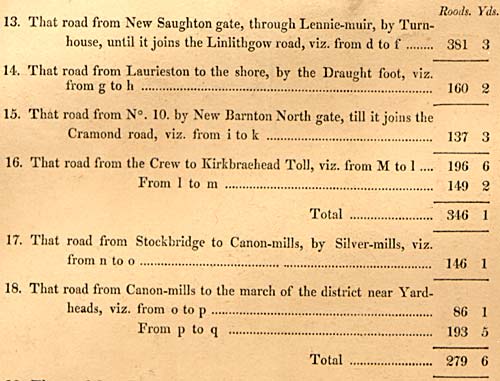 Roods. Yds.
13. That road from New Saughton gate, through Lennie-muir, by Turn-
house, until it joins the Linlithgow road, viz. from d to f ........ 381 3
14. That road from Laurieston to the shore, by the Draught foot, viz.
from g to h ........ 160 2
15. That road from N°. 10. by New Barnton North gate, till it joins the
Cramond road, viz. from i to k ........ 137 3
16. That road from the Crew to Kirkbraehead Toll, viz. from M to l .... 196 6
From l to m ........ 149 2
Total ........ 346 1
17. That road from Stockbridge to Canon-mills, by Silver-mills, viz.
from n to o ........ 146 1
18. That road from Canon-mills to the march of the district near Yard-
heads, viz. from o to p ........ 86 1
From p to q ........ 193 5
Total ........ 279 6